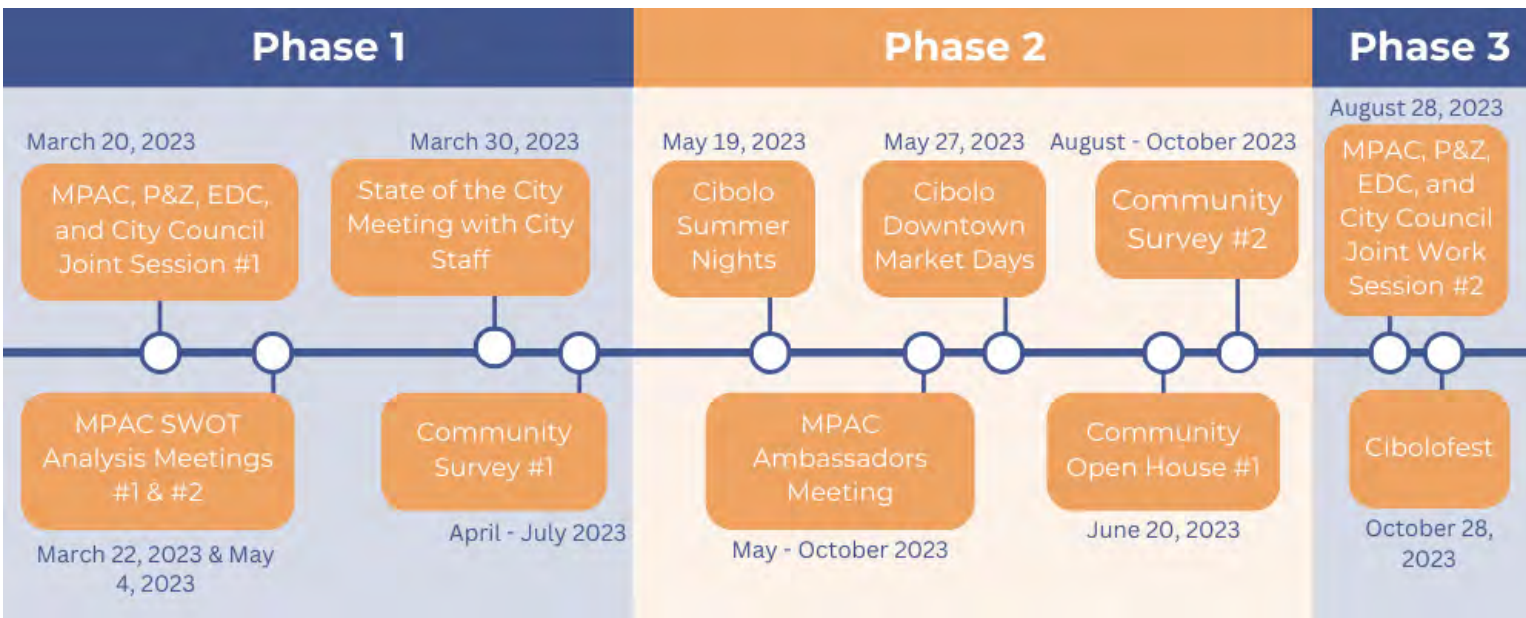 Phase 1
March 20, 2023
MPAC, P&Z, EDC,
and City Council
Joint Session #1
March 30, 2023
State of the City
Meeting with City
Staff
MPAC SWOT
Analysis Meetings
#1 & #2
March 22, 2023 & May
4, 2023
Community
Survey #1
April - July 2023
Phase 2
May 19, 2023
Cibolo
Summer
Nights
May 27, 2023
Cibolo
Downtown
Market Days
August - October 2023
Community
Survey #2
MPAC
Ambassadors
Meeting
May - October 2023
Community
Open House #1
June 20, 2023
Phase 3
August 28, 2023
MPAC, P&Z,
EDC, and
City Council
Joint Work
Session #2
Cibolofest
October 28,
2023